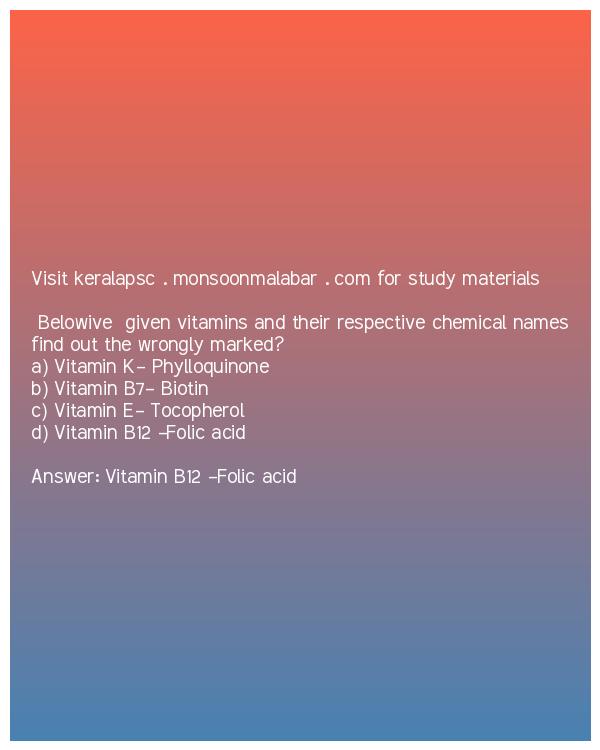 Visit keralapsc . monsoonmalabar . com for study materials
Belowive given vitamins and their respective chemical names
find out the wrongly marked?
a) Vitamin K- Phylloquinone
b) Vitamin B7- Biotin
c) Vitamin E- Tocopherol
d) Vitamin B12 -Folic acid
Answer: Vitamin B12 -Folic acid